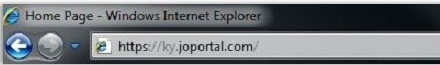 Home Page - Windows Internet Explorer
https://ky.joportal.com/